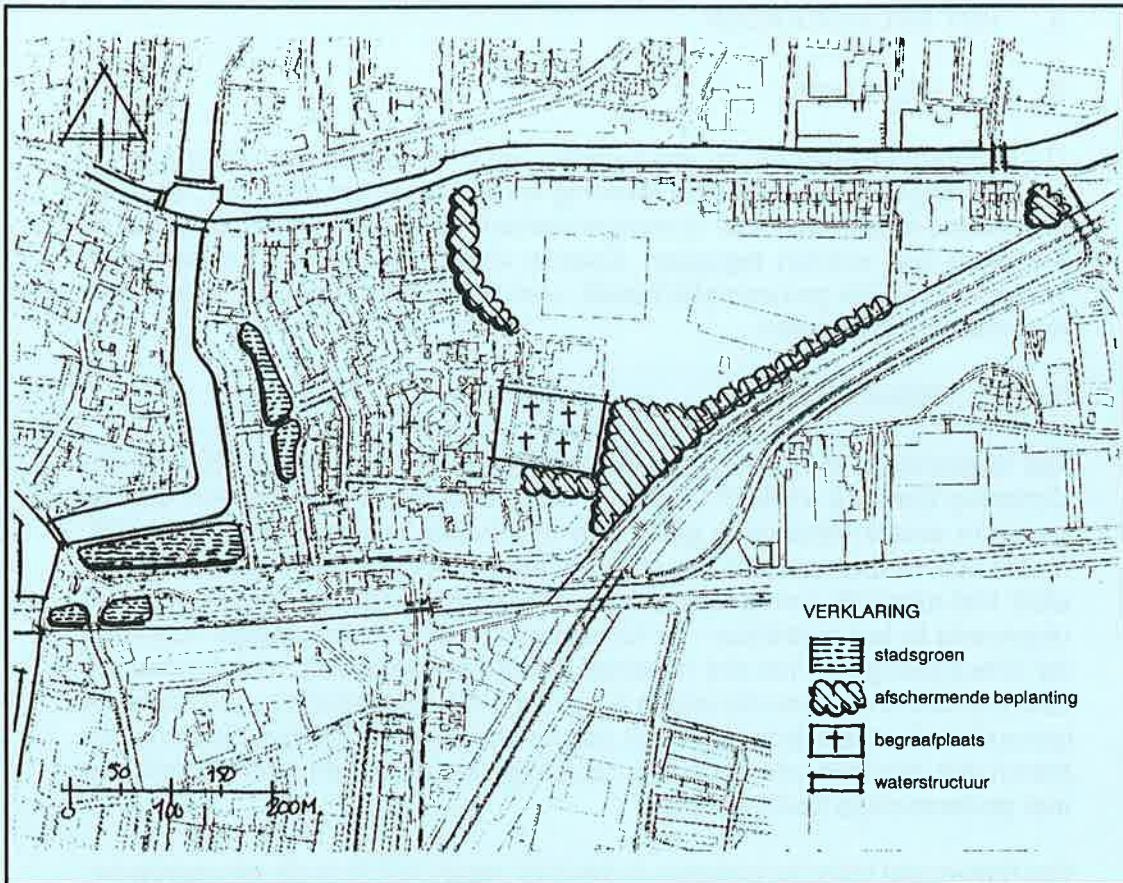 VERKLARING
stadsgroen
afschermende beplanting
begraafplaats
waterstructuur
50 150
0 100 200M.